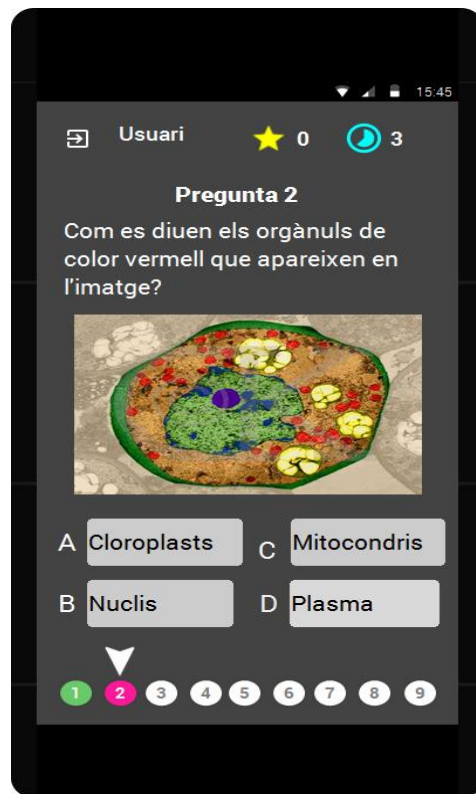 15:45
Usuari 0 3
Pregunta 2
Com es diuen els orgànuls de
color vermell que apareixen en
l'imatge?
A Cloroplasts C Mitocondris
B Nuclis D Plasma
1 2 3 4 5 6 7 8 9